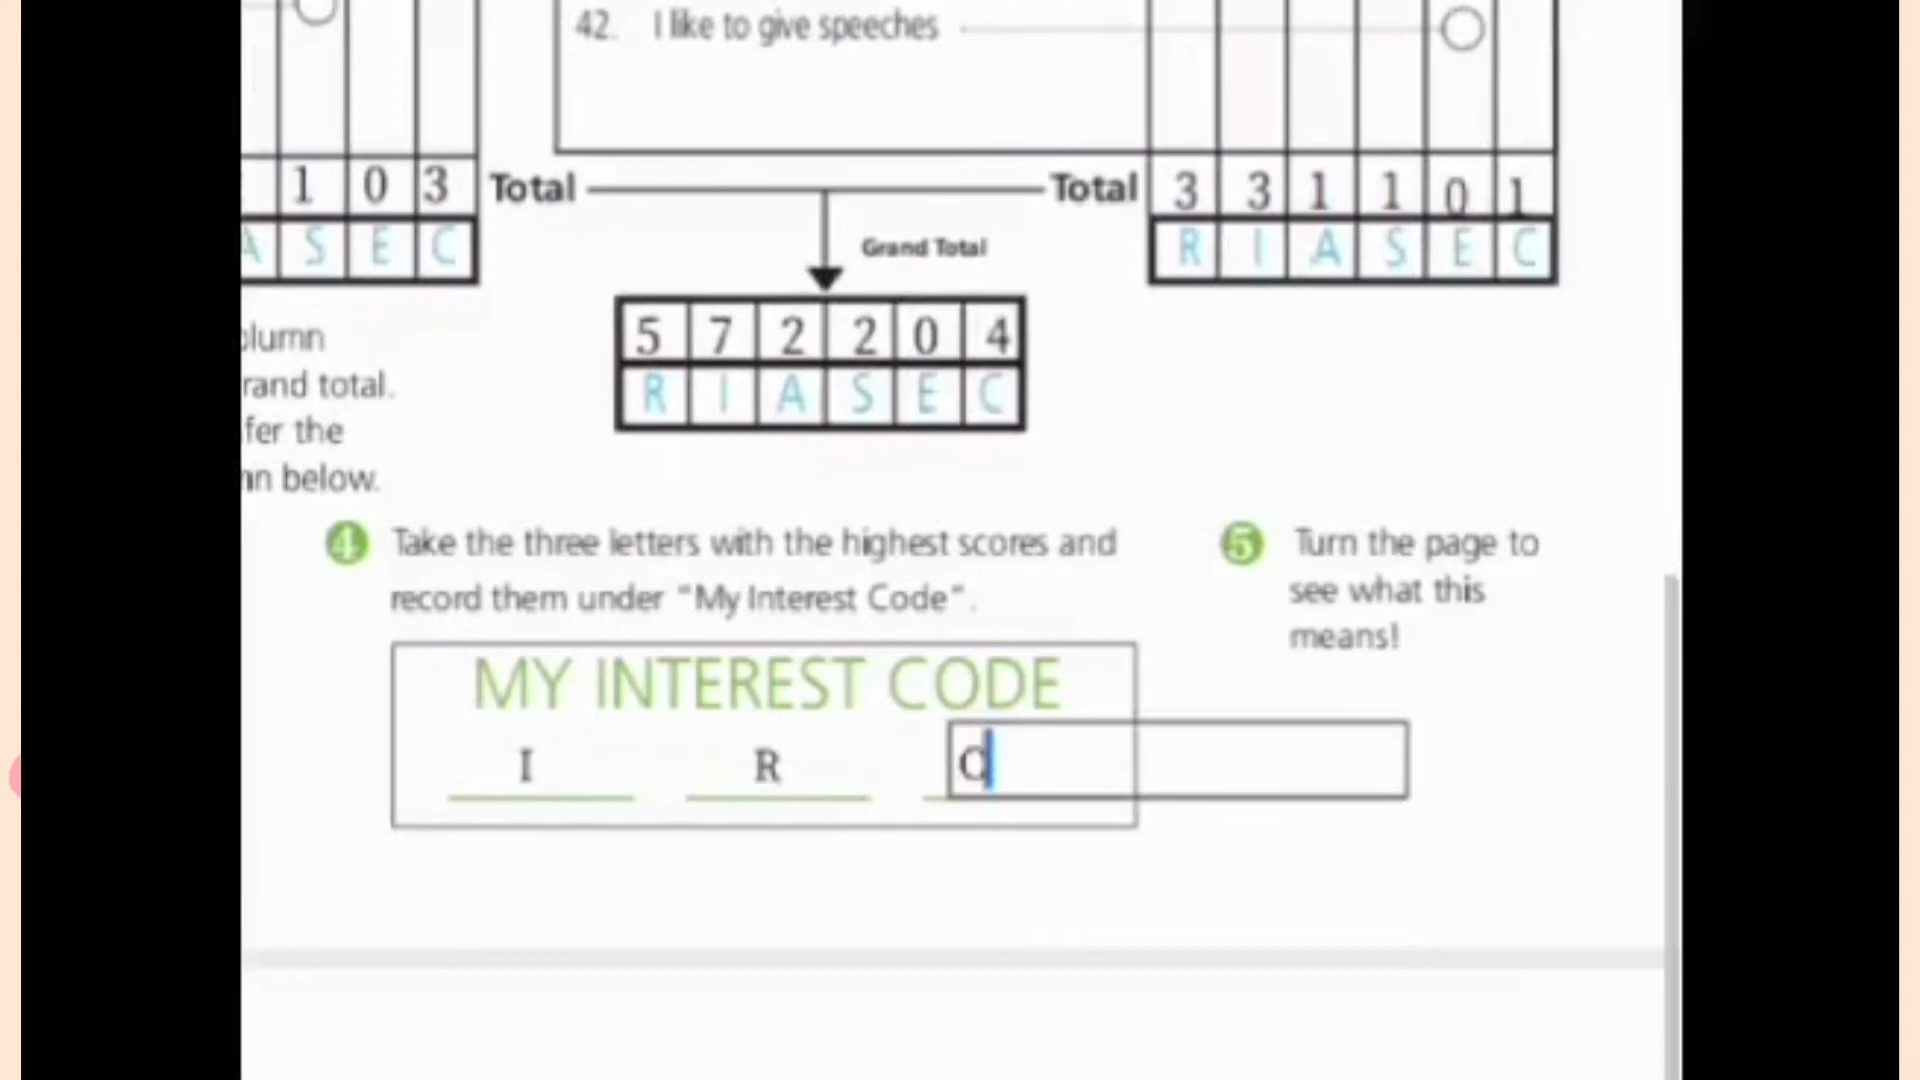 42. I like to give speeches
1 0 3 Total Total 3 3 1 1 0 1
A S E C Grand Total R I A S E C
5 7 2 2 0 4
R I A S E C
olumn
rand total.
fer the
n below.
4 Take the three letters with the highest scores and
record them under "My Interest Code".
5 Turn the page to
see what this
means!
MY INTEREST CODE
I R C